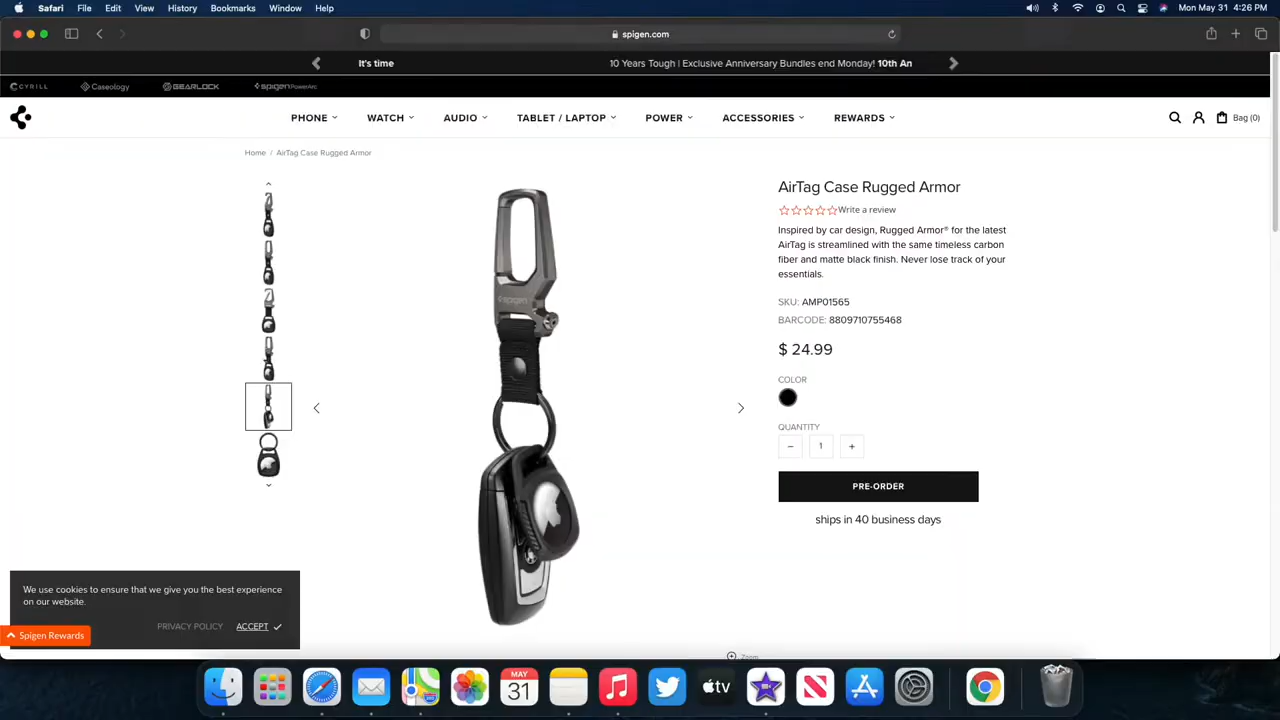 Safari File Edit View History Bookmarks Window Help Mon May 31 4:26 PM
spigen.com
It's time 10 Years Tough | Exclusive Anniversary Bundles end Monday! 10th An
CYRILL Caseology GEARLOCK spigen PowerArc
PHONE WATCH AUDIO TABLET / LAPTOP POWER ACCESSORIES REWARDS Bag (0)
Home / AirTag Case Rugged Armor
AirTag Case Rugged Armor
Write a review
Inspired by car design, Rugged Armor® for the latest
AirTag is streamlined with the same timeless carbon
fiber and matte black finish. Never lose track of your
essentials.
SKU: AMP01565
BARCODE: 8809710755468
$ 24.99
COLOR
QUANTITY
− 1 +
PRE-ORDER
ships in 40 business days
spigen
We use cookies to ensure that we give you the best experience
on our website.
PRIVACY POLICY ACCEPT
Spigen Rewards
Zoom
MAY
31
tv